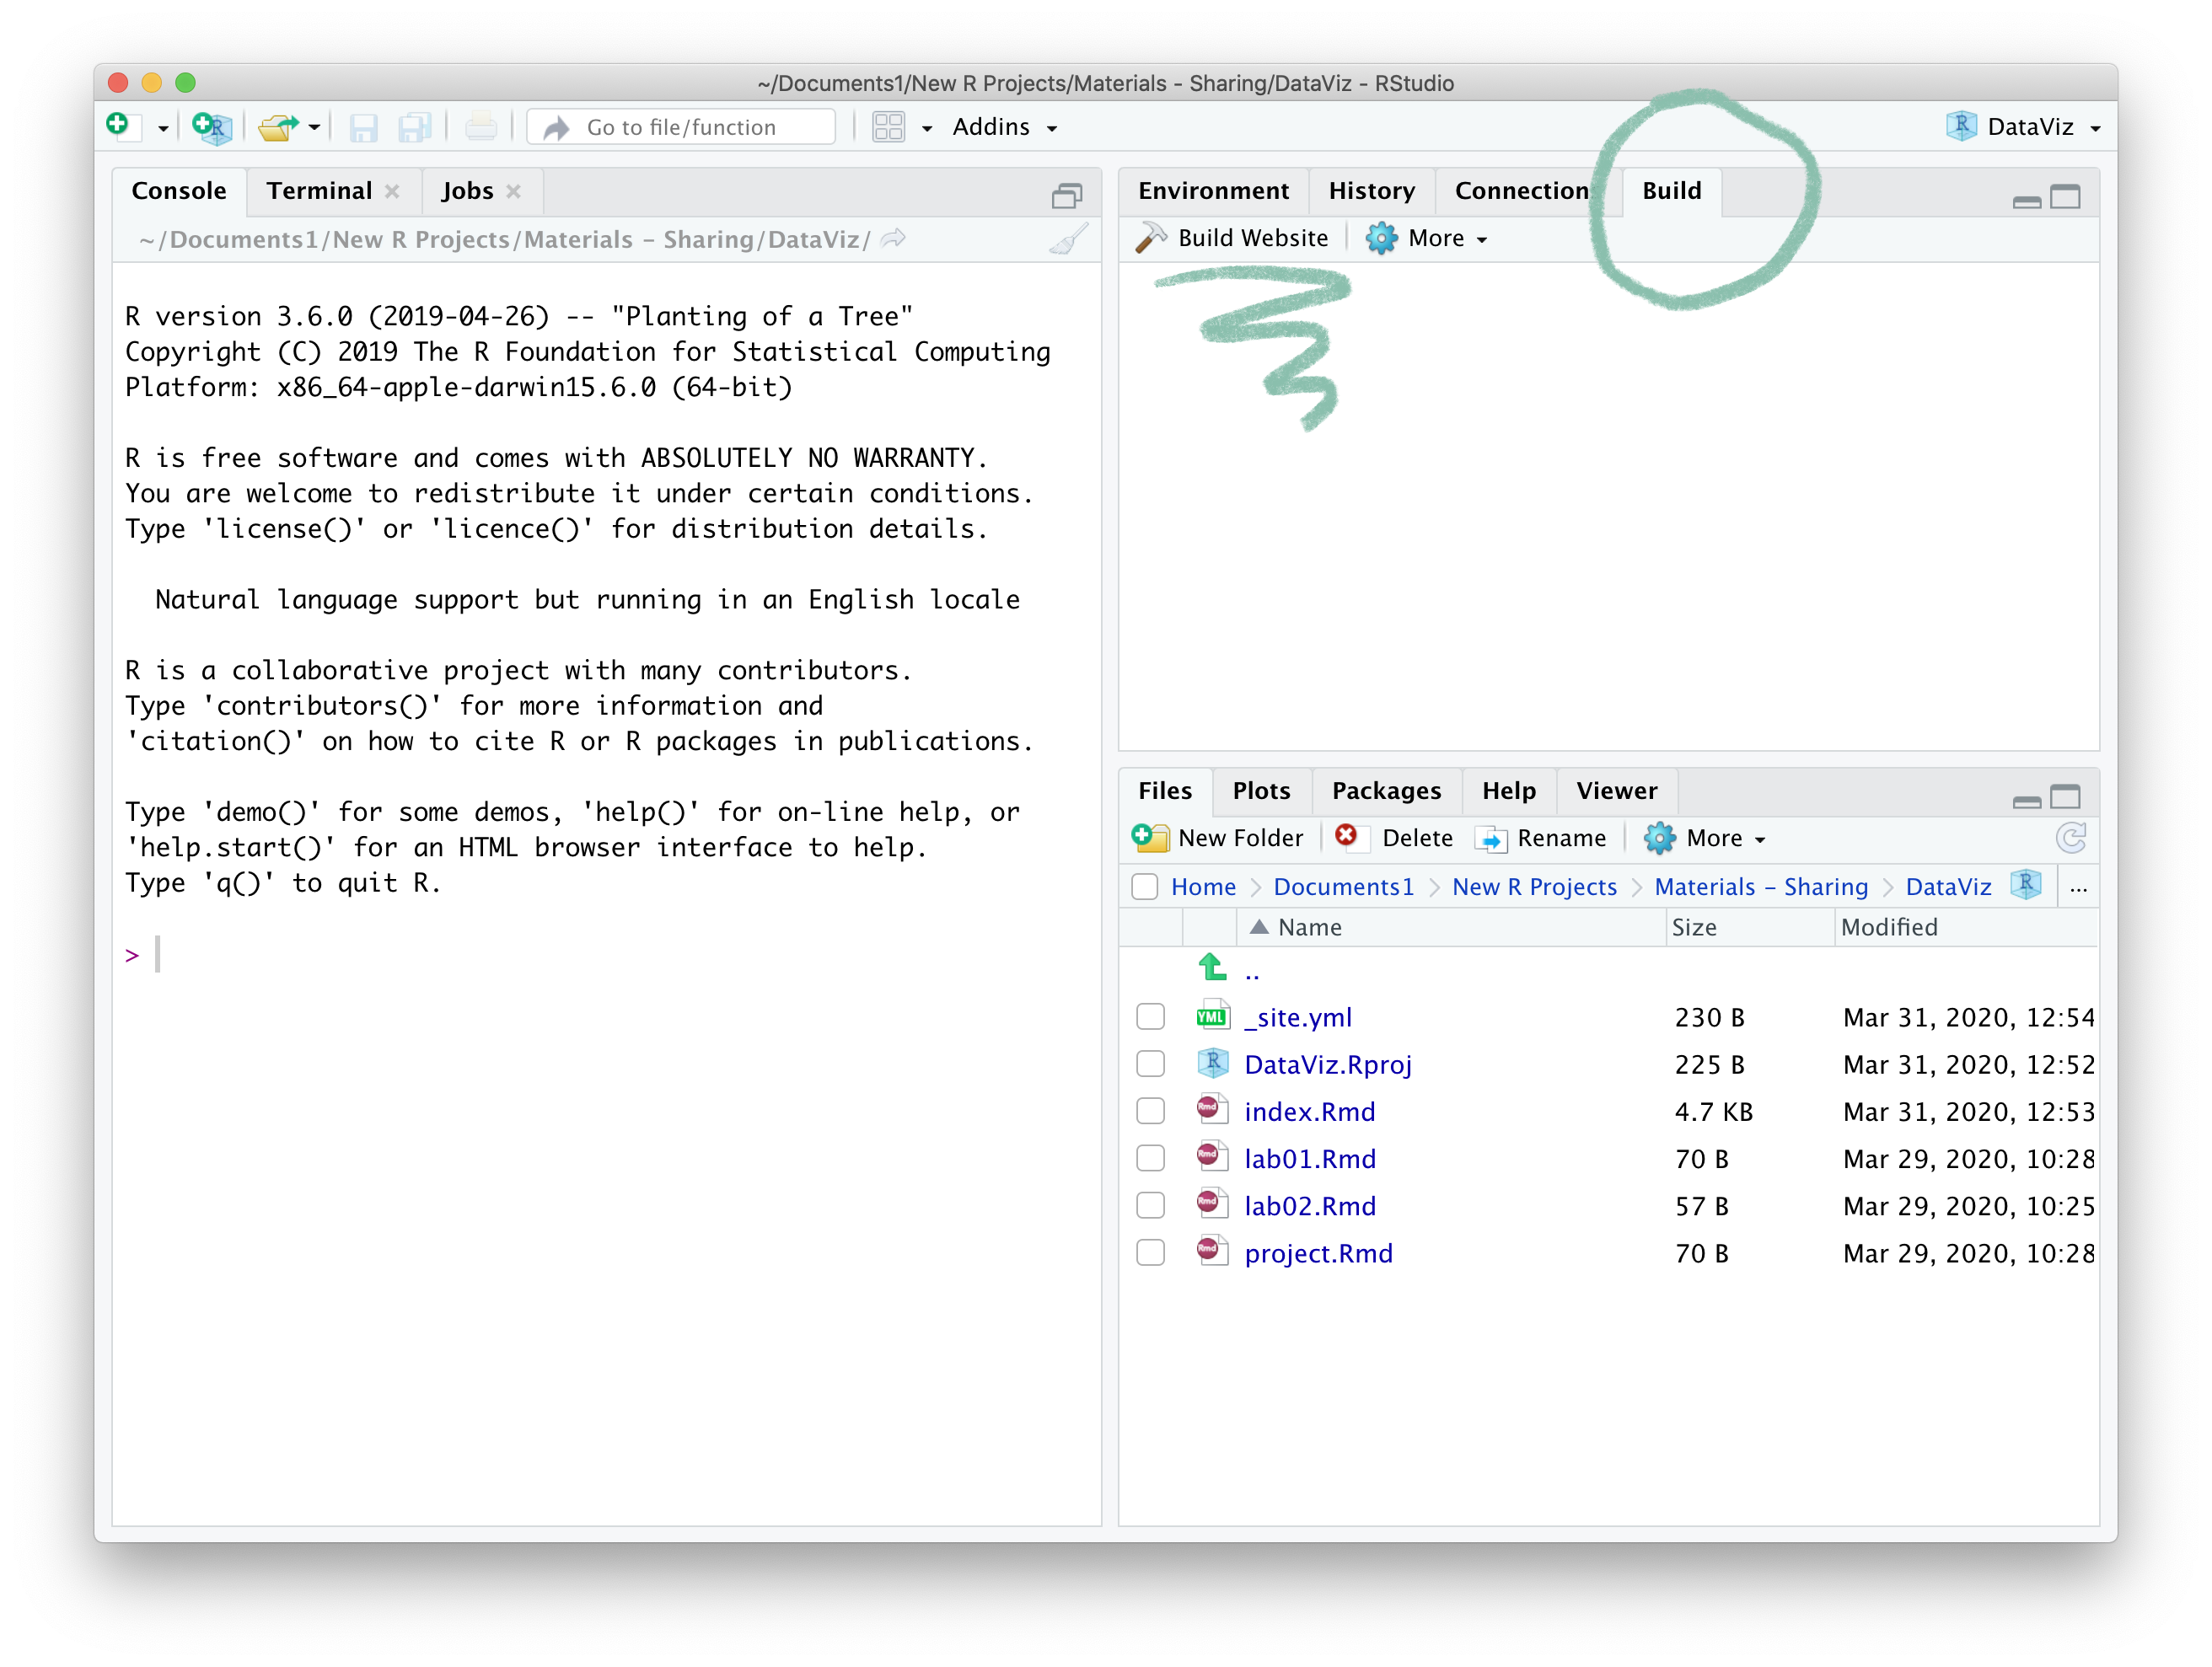 ~/Documents1/New R Projects/Materials - Sharing/DataViz - RStudio
Go to file/function
Addins
DataViz
Console Terminal Jobs
~/Documents1/New R Projects/Materials - Sharing/DataViz/
R version 3.6.0 (2019-04-26) -- "Planting of a Tree"
Copyright (C) 2019 The R Foundation for Statistical Computing
Platform: x86_64-apple-darwin15.6.0 (64-bit)
R is free software and comes with ABSOLUTELY NO WARRANTY.
You are welcome to redistribute it under certain conditions.
Type 'license()' or 'licence()' for distribution details.
Natural language support but running in an English locale
R is a collaborative project with many contributors.
Type 'contributors()' for more information and
'citation()' on how to cite R or R packages in publications.
Type 'demo()' for some demos, 'help()' for on-line help, or
'help.start()' for an HTML browser interface to help.
Type 'q()' to quit R.
>
Environment History Connection Build
Build Website More
Files Plots Packages Help Viewer
New Folder Delete Rename More
Home > Documents1 > New R Projects > Materials - Sharing > DataViz ...
Name Size Modified
..
_site.yml 230 B Mar 31, 2020, 12:54
DataViz.Rproj 225 B Mar 31, 2020, 12:52
index.Rmd 4.7 KB Mar 31, 2020, 12:53
lab01.Rmd 70 B Mar 29, 2020, 10:28
lab02.Rmd 57 B Mar 29, 2020, 10:25
project.Rmd 70 B Mar 29, 2020, 10:28